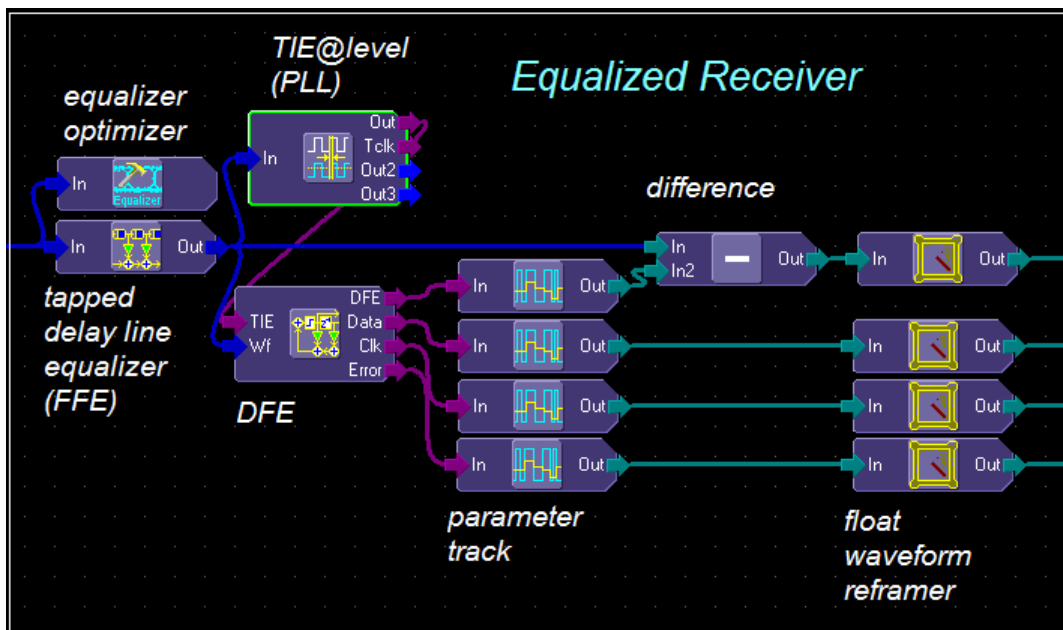 TIE@level
(PLL)
Equalized Receiver
equalizer
optimizer
In
Equalizer
In
Out
Tclk
Out2
Out3
difference
In
Out
In
In2
Out
In
Out
tapped
delay line
equalizer
(FFE)
TIE
Wf
DFE
Data
Clk
Error
DFE
In
Out
In
Out
In
Out
In
Out
In
Out
In
Out
In
Out
parameter
track
float
waveform
reframer